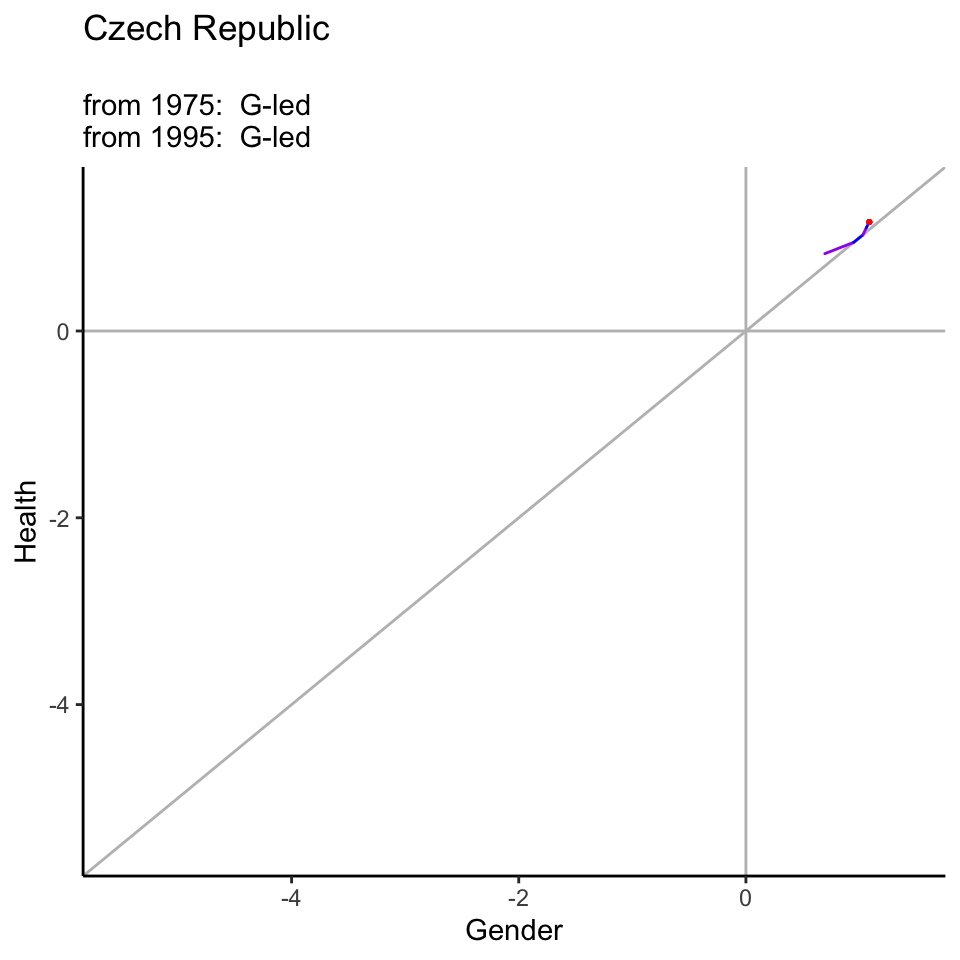 Czech Republic
from 1975:  G-led
from 1995:  G-led
0
-2
-4
Health
-4
-2
0
Gender